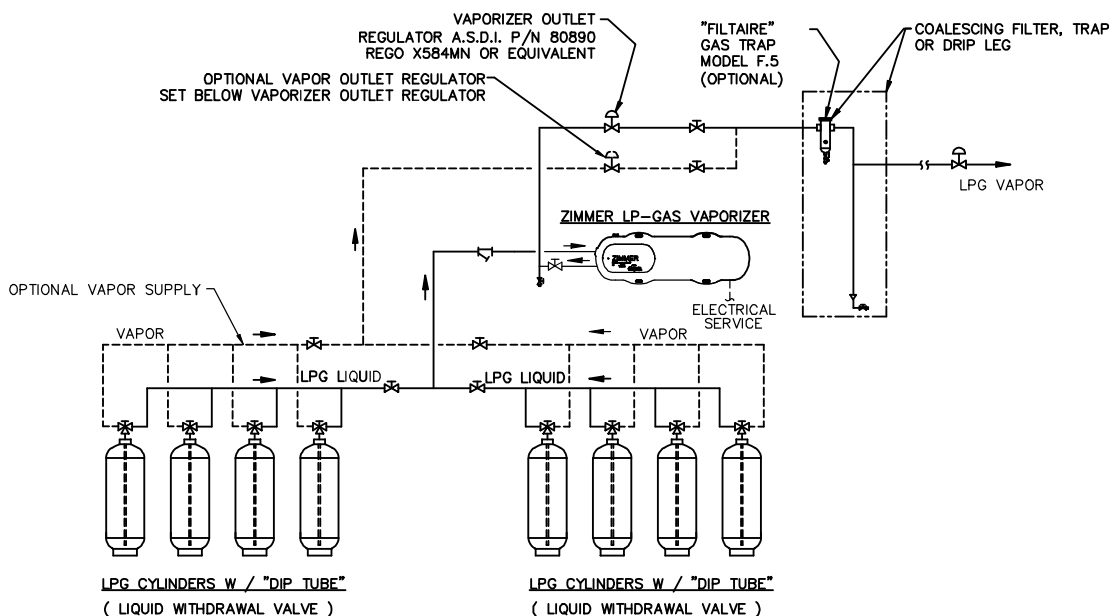 VAPORIZER OUTLET
REGULATOR A.S.D.I. P/N 80890
REGO X584MN OR EQUIVALENT
"FILTAIRE"
GAS TRAP
MODEL F.5
(OPTIONAL)
COALESCING FILTER, TRAP
OR DRIP LEG
OPTIONAL VAPOR OUTLET REGULATOR
SET BELOW VAPORIZER OUTLET REGULATOR
LPG VAPOR
ZIMMER LP-GAS VAPORIZER
ZIMMER
OPTIONAL VAPOR SUPPLY
ELECTRICAL
SERVICE
VAPOR
VAPOR
LPG LIQUID
LPG LIQUID
LPG CYLINDERS W / "DIP TUBE"
( LIQUID WITHDRAWAL VALVE )
LPG CYLINDERS W / "DIP TUBE"
( LIQUID WITHDRAWAL VALVE )